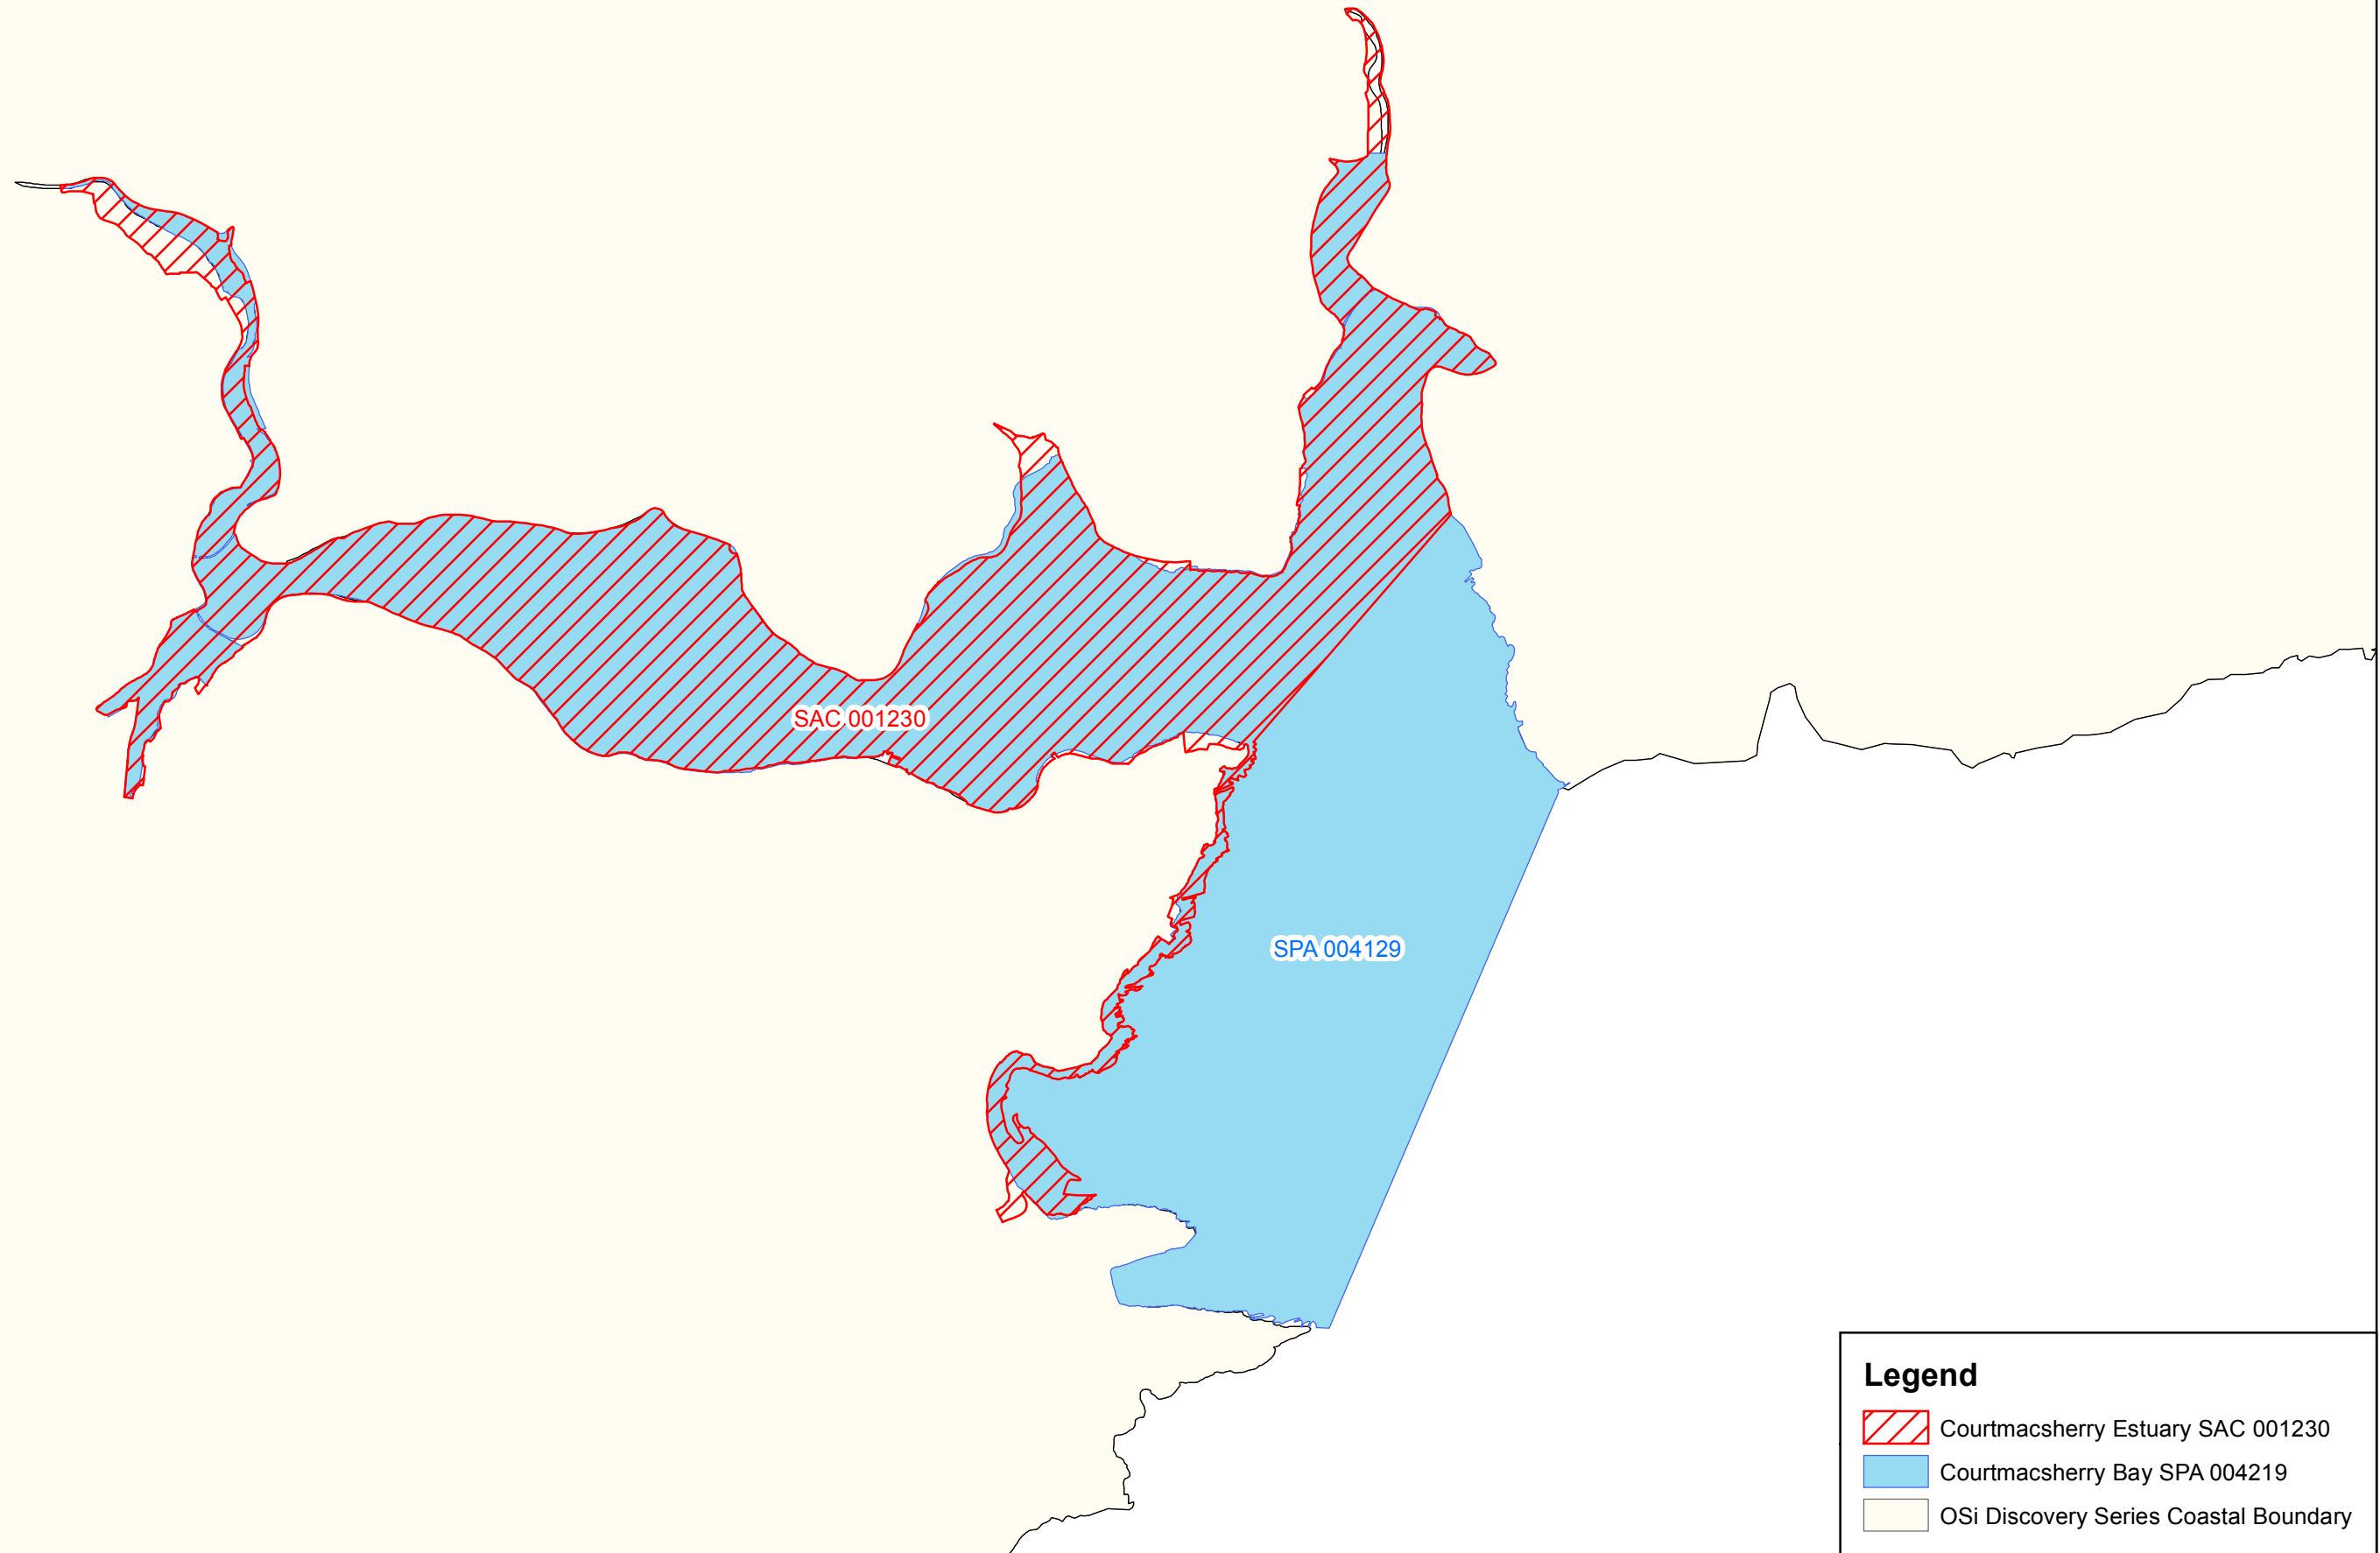 SAC 001230
SPA 004129
Legend
Courtmacsherry Estuary SAC 001230
Courtmacsherry Bay SPA 004219
OSi Discovery Series Coastal Boundary